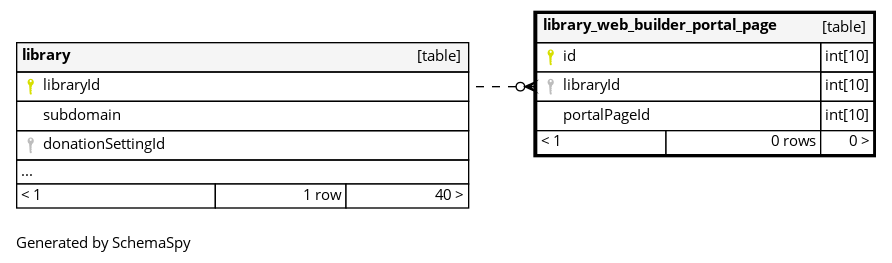 library [table]
libraryId
subdomain
donationSettingId
...
< 1 1 row 40 >
library_web_builder_portal_page [table]
id int[10]
libraryId int[10]
portalPageId int[10]
< 1 0 rows 0 >
Generated by SchemaSpy